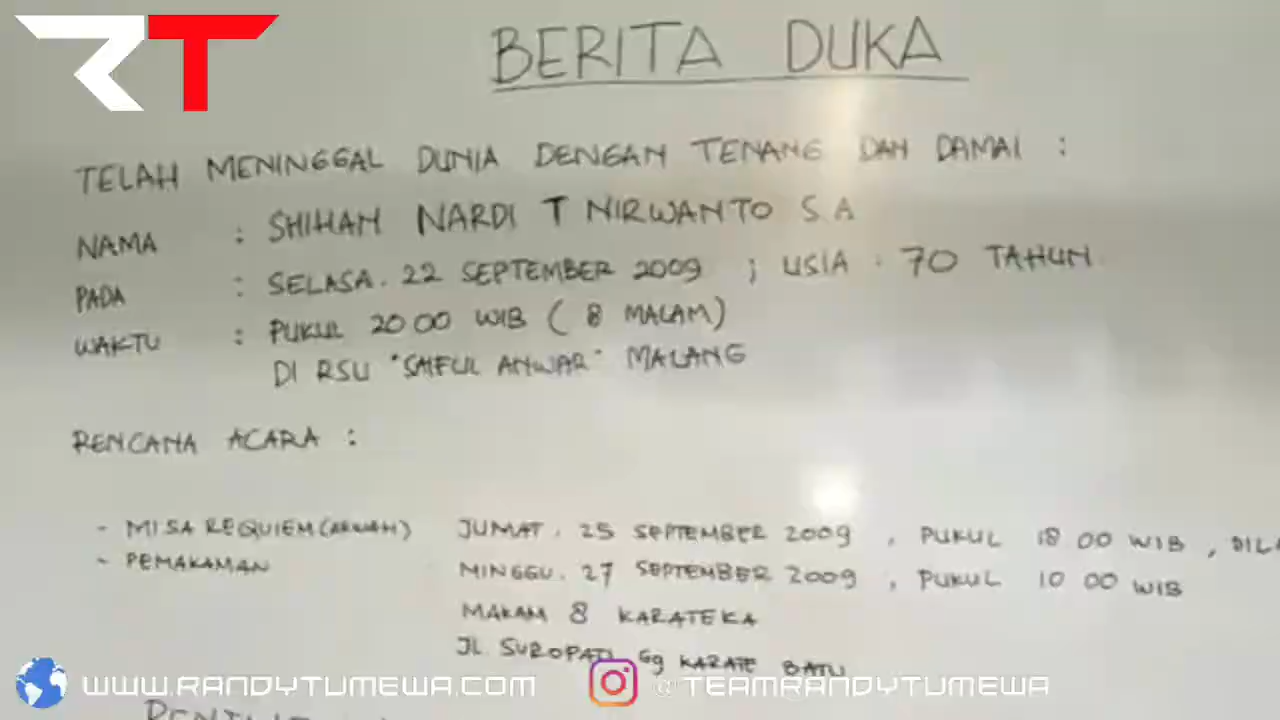 RT
BERITA DUKA
TELAH MENINGGAL DUNIA DENGAN TENANG DAN DAMAI :
NAMA : SHIHAN NARDI T NIRWANTO S A
PADA : SELASA. 22 SEPTEMBER 2009 ; USIA . 70 TAHUN
WAKTU : PUKUL 20 00 WIB ( 8 MALAM)
DI RSU "SAIFUL ANWAR" MALANG
RENCANA ACARA :
- MISA REQUIEM (ARWAH) JUMAT . 25 SEPTEMBER 2009 , PUKUL 18 00 WIB ,
- PEMAKAMAN MINGGU. 27 SEPTEMBER 2009 , PUKUL 10 00 WIB
MAKAM 8 KARATEKA
JL. SUROPATI Gg KARATE BATU
WWW.RANDYTUMEWA.COM @TEAMRANDYTUMEWA